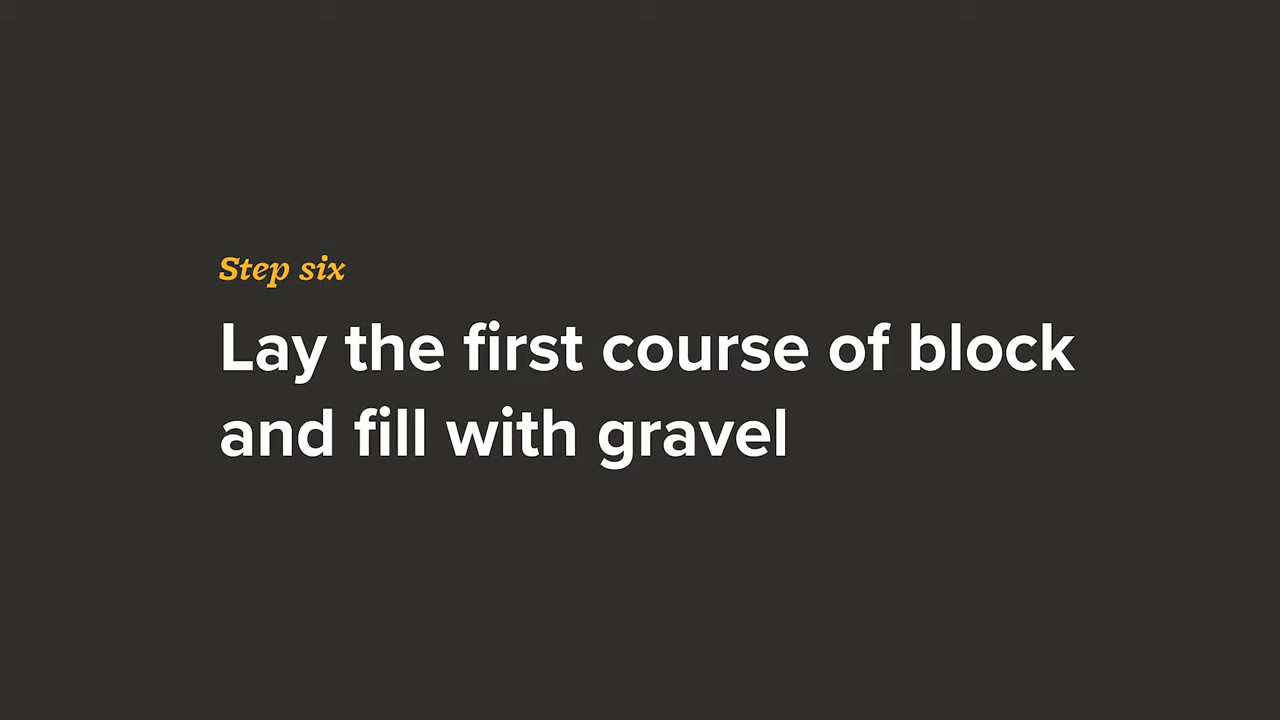 Step six
Lay the first course of block
and fill with gravel